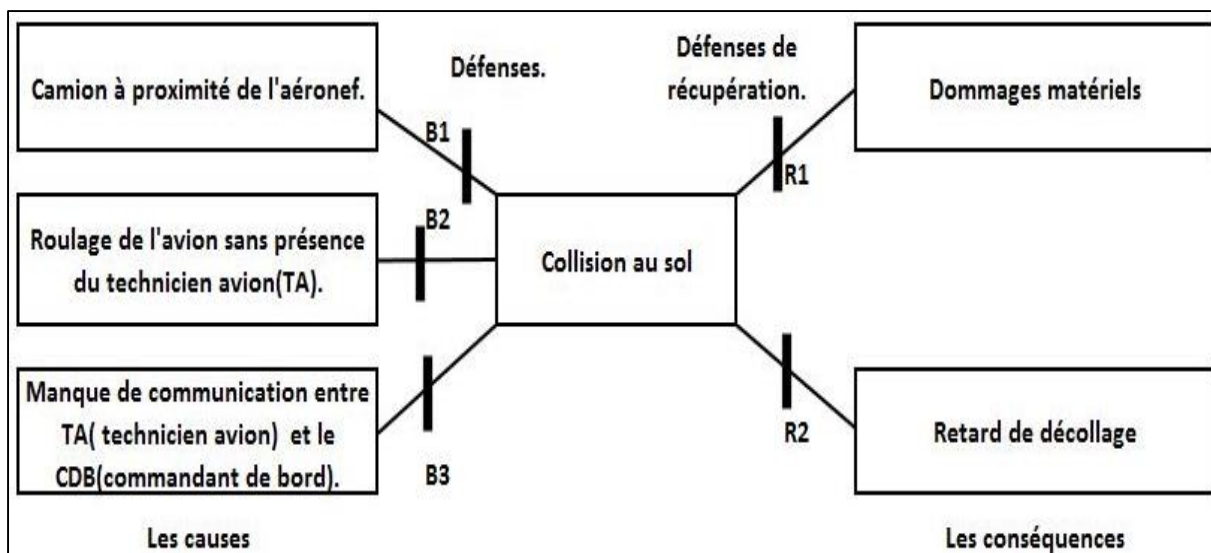 Camion à proximité de l'aéronef.
Défenses.
Défenses de
récupération.
Dommages matériels
B1
R1
B2
Roulage de l'avion sans présence
du technicien avion(TA).
Collision au sol
Manque de communication entre
TA( technicien avion) et le
CDB(commandant de bord).
B3
R2
Retard de décollage
Les causes
Les conséquences